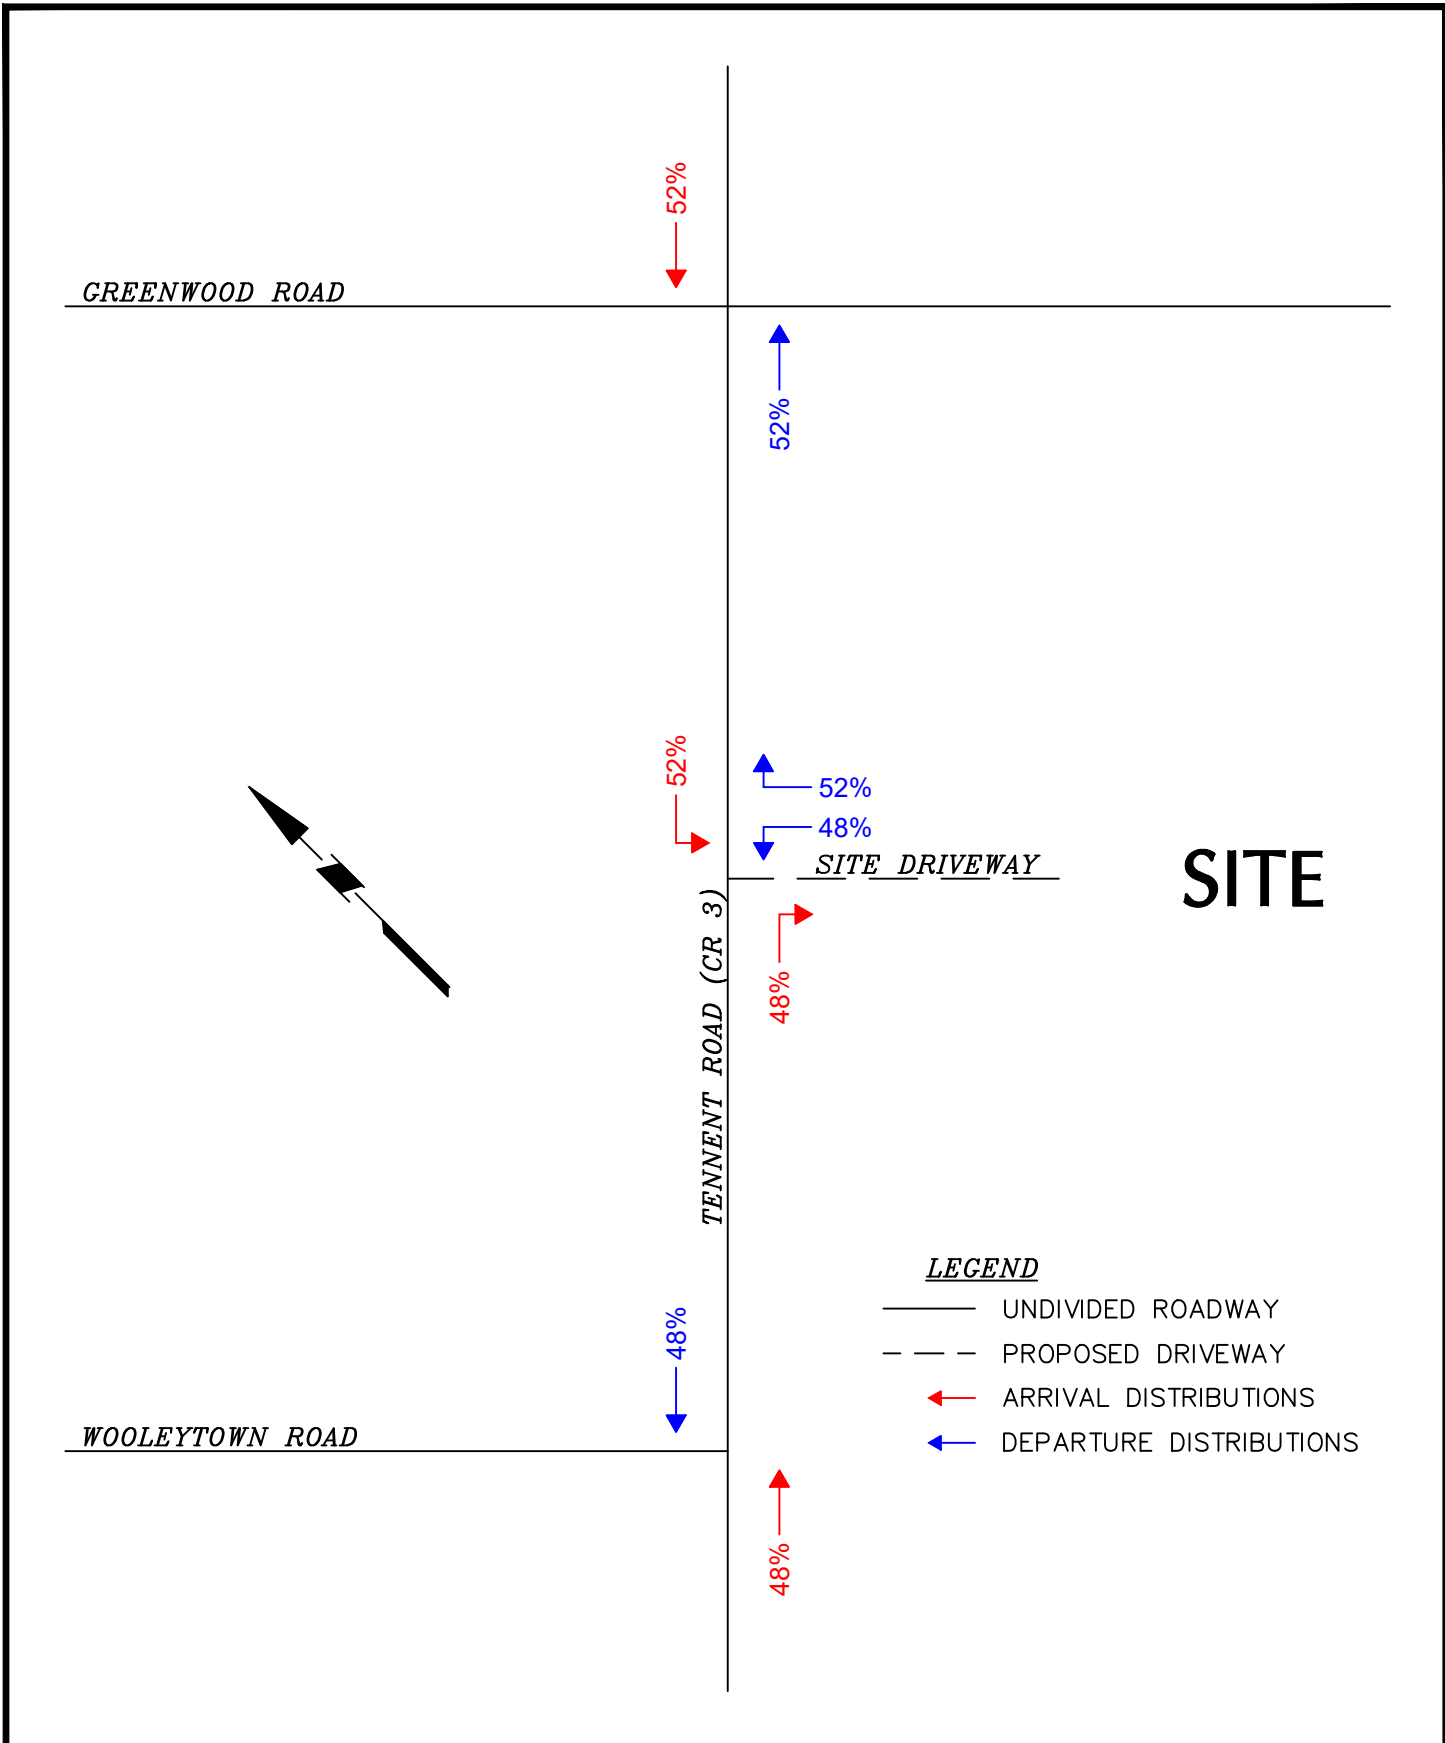 52%
GREENWOOD ROAD
52%
52%
52%
48%
SITE DRIVEWAY
SITE
TENNENT ROAD (CR 3)
48%
LEGEND
UNDIVIDED ROADWAY
PROPOSED DRIVEWAY
ARRIVAL DISTRIBUTIONS
DEPARTURE DISTRIBUTIONS
48%
WOOLEYTOWN ROAD
48%